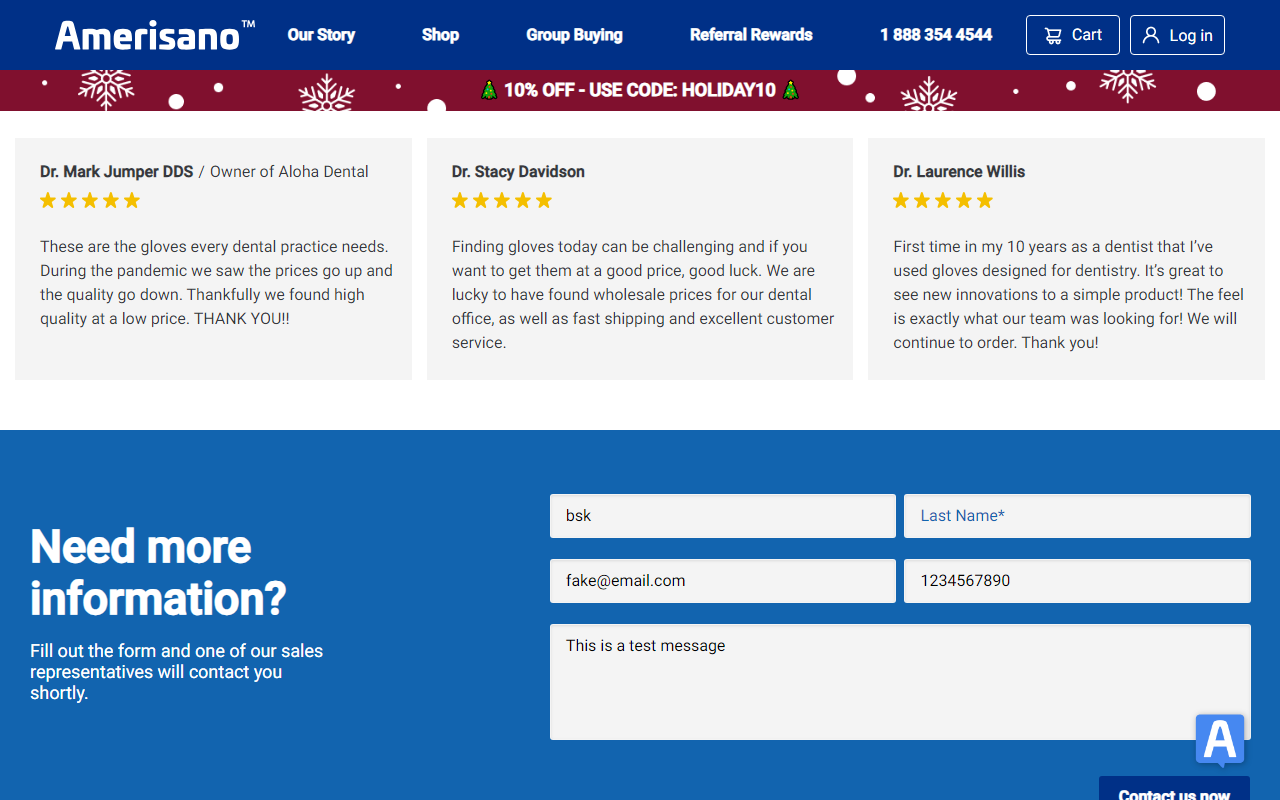 Amerisano™ Our Story Shop Group Buying Referral Rewards 1 888 354 4544 Cart Log in
🎄 10% OFF - USE CODE: HOLIDAY10 🎄
Dr. Mark Jumper DDS / Owner of Aloha Dental
These are the gloves every dental practice needs.
During the pandemic we saw the prices go up and
the quality go down. Thankfully we found high
quality at a low price. THANK YOU!!
Dr. Stacy Davidson
Finding gloves today can be challenging and if you
want to get them at a good price, good luck. We are
lucky to have found wholesale prices for our dental
office, as well as fast shipping and excellent customer
service.
Dr. Laurence Willis
First time in my 10 years as a dentist that I’ve
used gloves designed for dentistry. It’s great to
see new innovations to a simple product! The feel
is exactly what our team was looking for! We will
continue to order. Thank you!
Need more
information?
Fill out the form and one of our sales
representatives will contact you
shortly.
bsk Last Name*
fake@email.com 1234567890
This is a test message
A
Contact us now